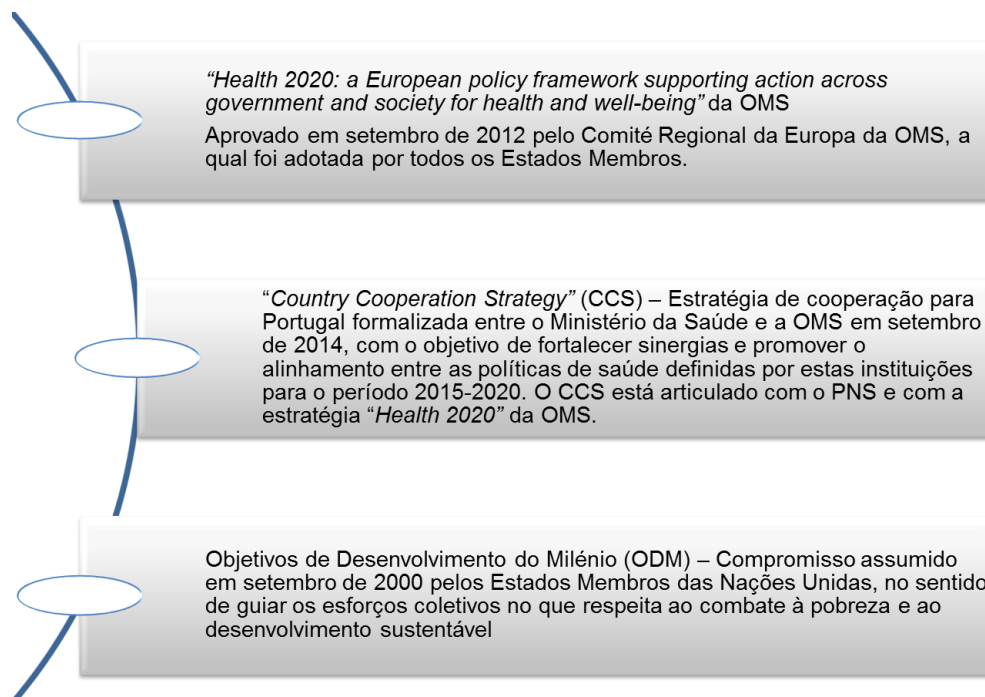 “Health 2020: a European policy framework supporting action across
government and society for health and well-being” da OMS
Aprovado em setembro de 2012 pelo Comité Regional da Europa da OMS, a
qual foi adotada por todos os Estados Membros.
“Country Cooperation Strategy” (CCS) – Estratégia de cooperação para
Portugal formalizada entre o Ministério da Saúde e a OMS em setembro
de 2014, com o objetivo de fortalecer sinergias e promover o
alinhamento entre as políticas de saúde definidas por estas instituições
para o período 2015-2020. O CCS está articulado com o PNS e com a
estratégia “Health 2020” da OMS.
Objetivos de Desenvolvimento do Milénio (ODM) – Compromisso assumido
em setembro de 2000 pelos Estados Membros das Nações Unidas, no sentido
de guiar os esforços coletivos no que respeita ao combate à pobreza e ao
desenvolvimento sustentável